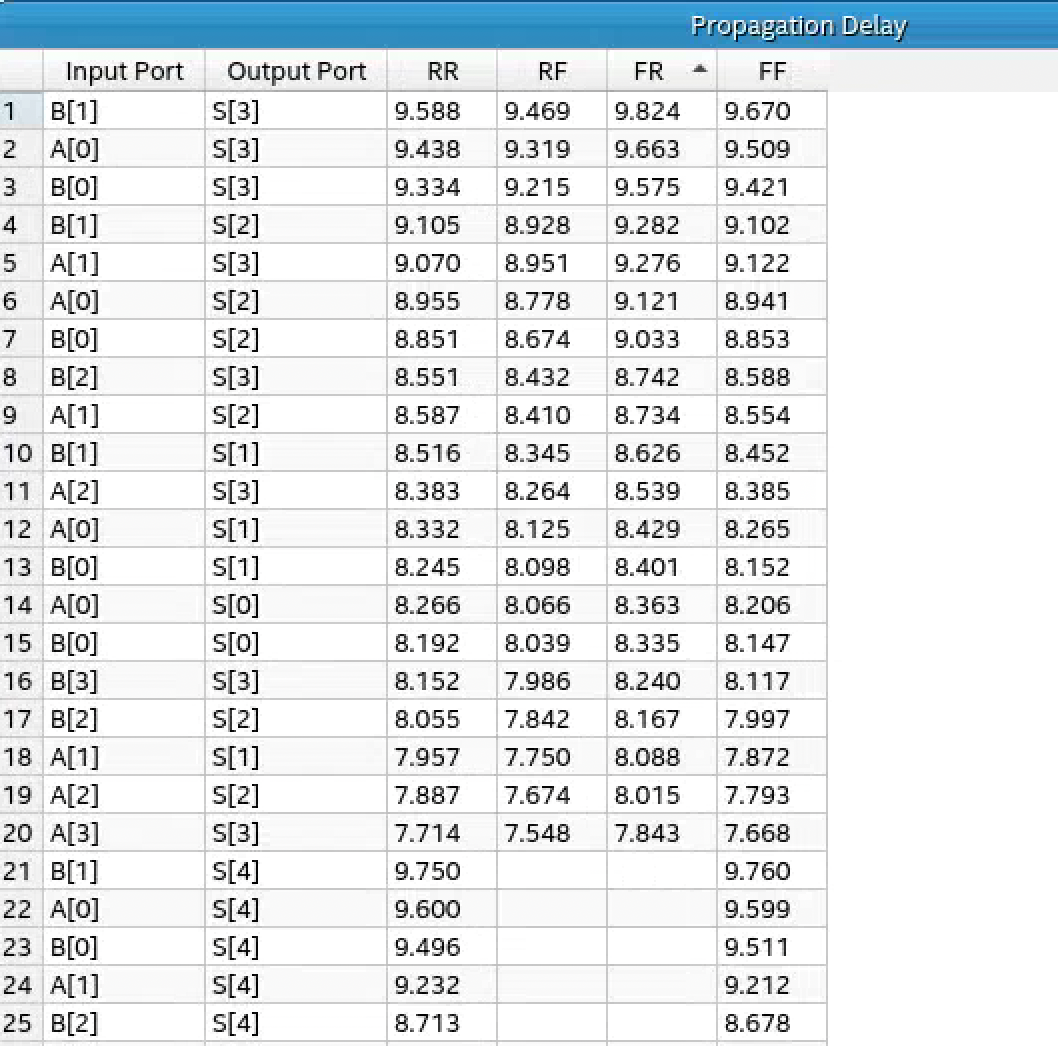 Propagation Delay
Input Port Output Port RR RF FR FF
1 B[1] S[3] 9.588 9.469 9.824 9.670
2 A[0] S[3] 9.438 9.319 9.663 9.509
3 B[0] S[3] 9.334 9.215 9.575 9.421
4 B[1] S[2] 9.105 8.928 9.282 9.102
5 A[1] S[3] 9.070 8.951 9.276 9.122
6 A[0] S[2] 8.955 8.778 9.121 8.941
7 B[0] S[2] 8.851 8.674 9.033 8.853
8 B[2] S[3] 8.551 8.432 8.742 8.588
9 A[1] S[2] 8.587 8.410 8.734 8.554
10 B[1] S[1] 8.516 8.345 8.626 8.452
11 A[2] S[3] 8.383 8.264 8.539 8.385
12 A[0] S[1] 8.332 8.125 8.429 8.265
13 B[0] S[1] 8.245 8.098 8.401 8.152
14 A[0] S[0] 8.266 8.066 8.363 8.206
15 B[0] S[0] 8.192 8.039 8.335 8.147
16 B[3] S[3] 8.152 7.986 8.240 8.117
17 B[2] S[2] 8.055 7.842 8.167 7.997
18 A[1] S[1] 7.957 7.750 8.088 7.872
19 A[2] S[2] 7.887 7.674 8.015 7.793
20 A[3] S[3] 7.714 7.548 7.843 7.668
21 B[1] S[4] 9.750 9.760
22 A[0] S[4] 9.600 9.599
23 B[0] S[4] 9.496 9.511
24 A[1] S[4] 9.232 9.212
25 B[2] S[4] 8.713 8.678